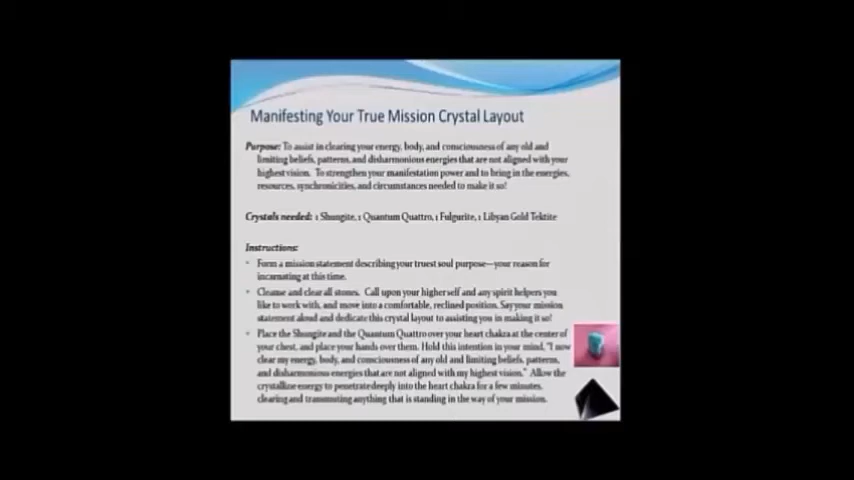 Manifesting Your True Mission Crystal Layout
Purpose: To assist in clearing your energy, body, and consciousness of any old and
limiting beliefs, patterns, and disharmonious energies that are not aligned with your
highest vision. To strengthen your manifestation power and to bring in the energies,
resources, synchronicities, and circumstances needed to make it so!
Crystals needed: 1 Shungite, 1 Quantum Quattro, 1 Fulgurite, 1 Libyan Gold Tektite
Instructions:
• Form a mission statement describing your truest soul purpose—your reason for
incarnating at this time.
• Cleanse and clear all stones. Call upon your higher self and any spirit helpers you
like to work with, and move into a comfortable, reclined position. Say your mission
statement aloud and dedicate this crystal layout to assisting you in making it so!
• Place the Shungite and the Quantum Quattro over your heart chakra at the center of
your chest, and place your hands over them. Hold this intention in your mind, "I now
clear my energy, body, and consciousness of any old and limiting beliefs, patterns,
and disharmonious energies that are not aligned with my highest vision." Allow the
crystalline energy to penetrate deeply into the heart chakra for a few minutes,
clearing and transmuting anything that is standing in the way of your mission.